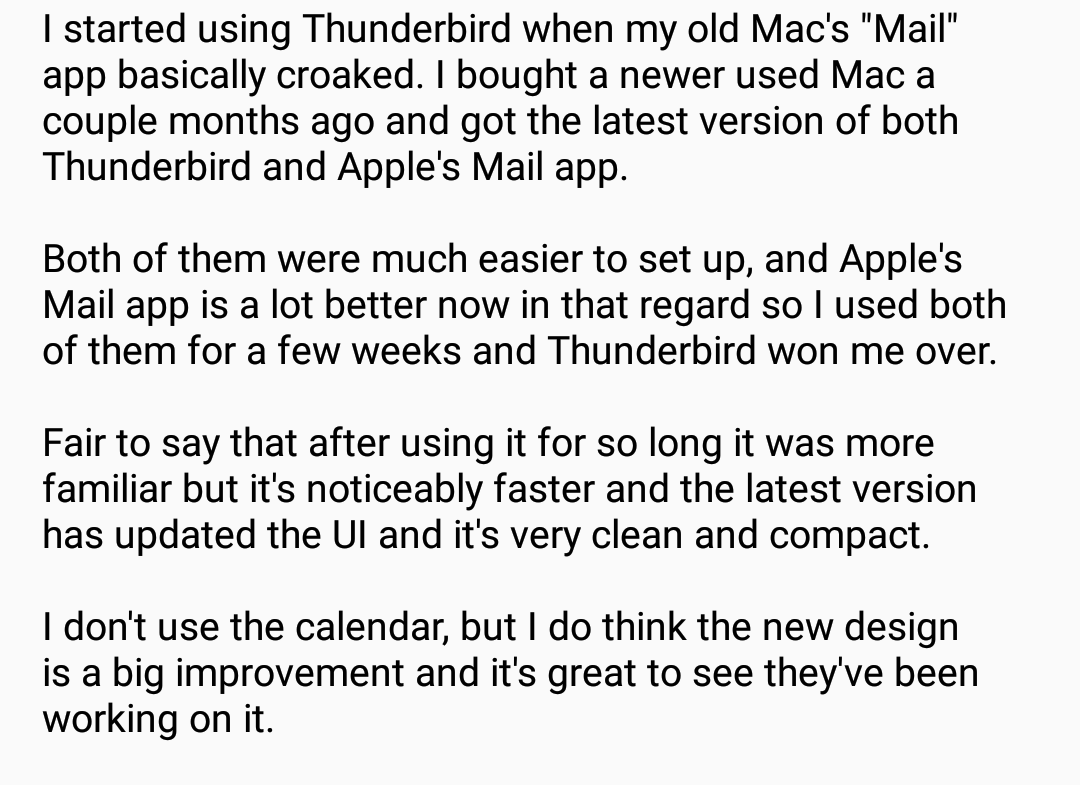 I started using Thunderbird when my old Mac's "Mail"
app basically croaked. I bought a newer used Mac a
couple months ago and got the latest version of both
Thunderbird and Apple's Mail app.
Both of them were much easier to set up, and Apple's
Mail app is a lot better now in that regard so I used both
of them for a few weeks and Thunderbird won me over.
Fair to say that after using it for so long it was more
familiar but it's noticeably faster and the latest version
has updated the UI and it's very clean and compact.
I don't use the calendar, but I do think the new design
is a big improvement and it's great to see they've been
working on it.